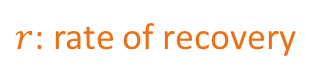 𝑟: rate of recovery